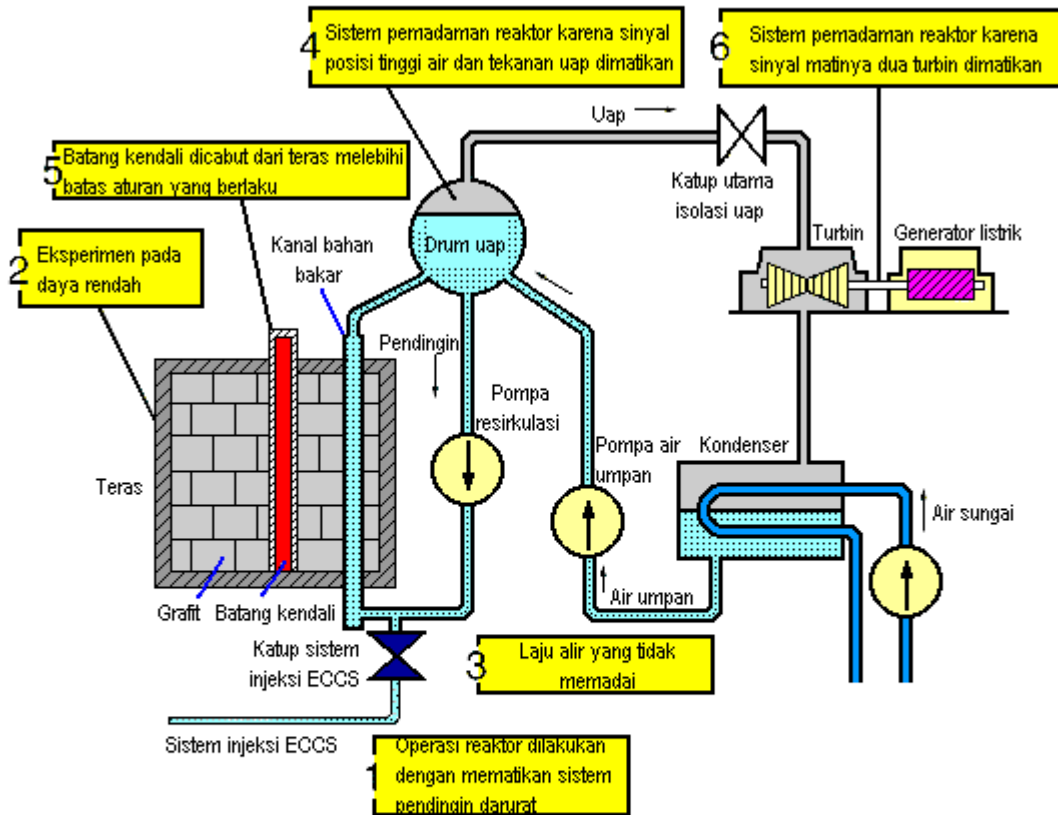 4 Sistem pemadaman reaktor karena sinyal
posisi tinggi air dan tekanan uap dimatikan
6 Sistem pemadaman reaktor karena
sinyal matinya dua turbin dimatikan
Uap
5 Batang kendali dicabut dari teras melebihi
batas aturan yang berlaku
Katup utama
isolasi uap
2 Eksperimen pada
daya rendah
Kanal bahan
bakar
Drum uap
Turbin
Generator listrik
Pendingin
Pompa
resirkulasi
Pompa air
umpan
Kondenser
Teras
Air sungai
Grafit
Batang kendali
Air umpan
Katup sistem
injeksi ECCS
3 Laju alir yang tidak
memadai
Sistem injeksi ECCS
1 Operasi reaktor dilakukan
dengan mematikan sistem
pendingin darurat